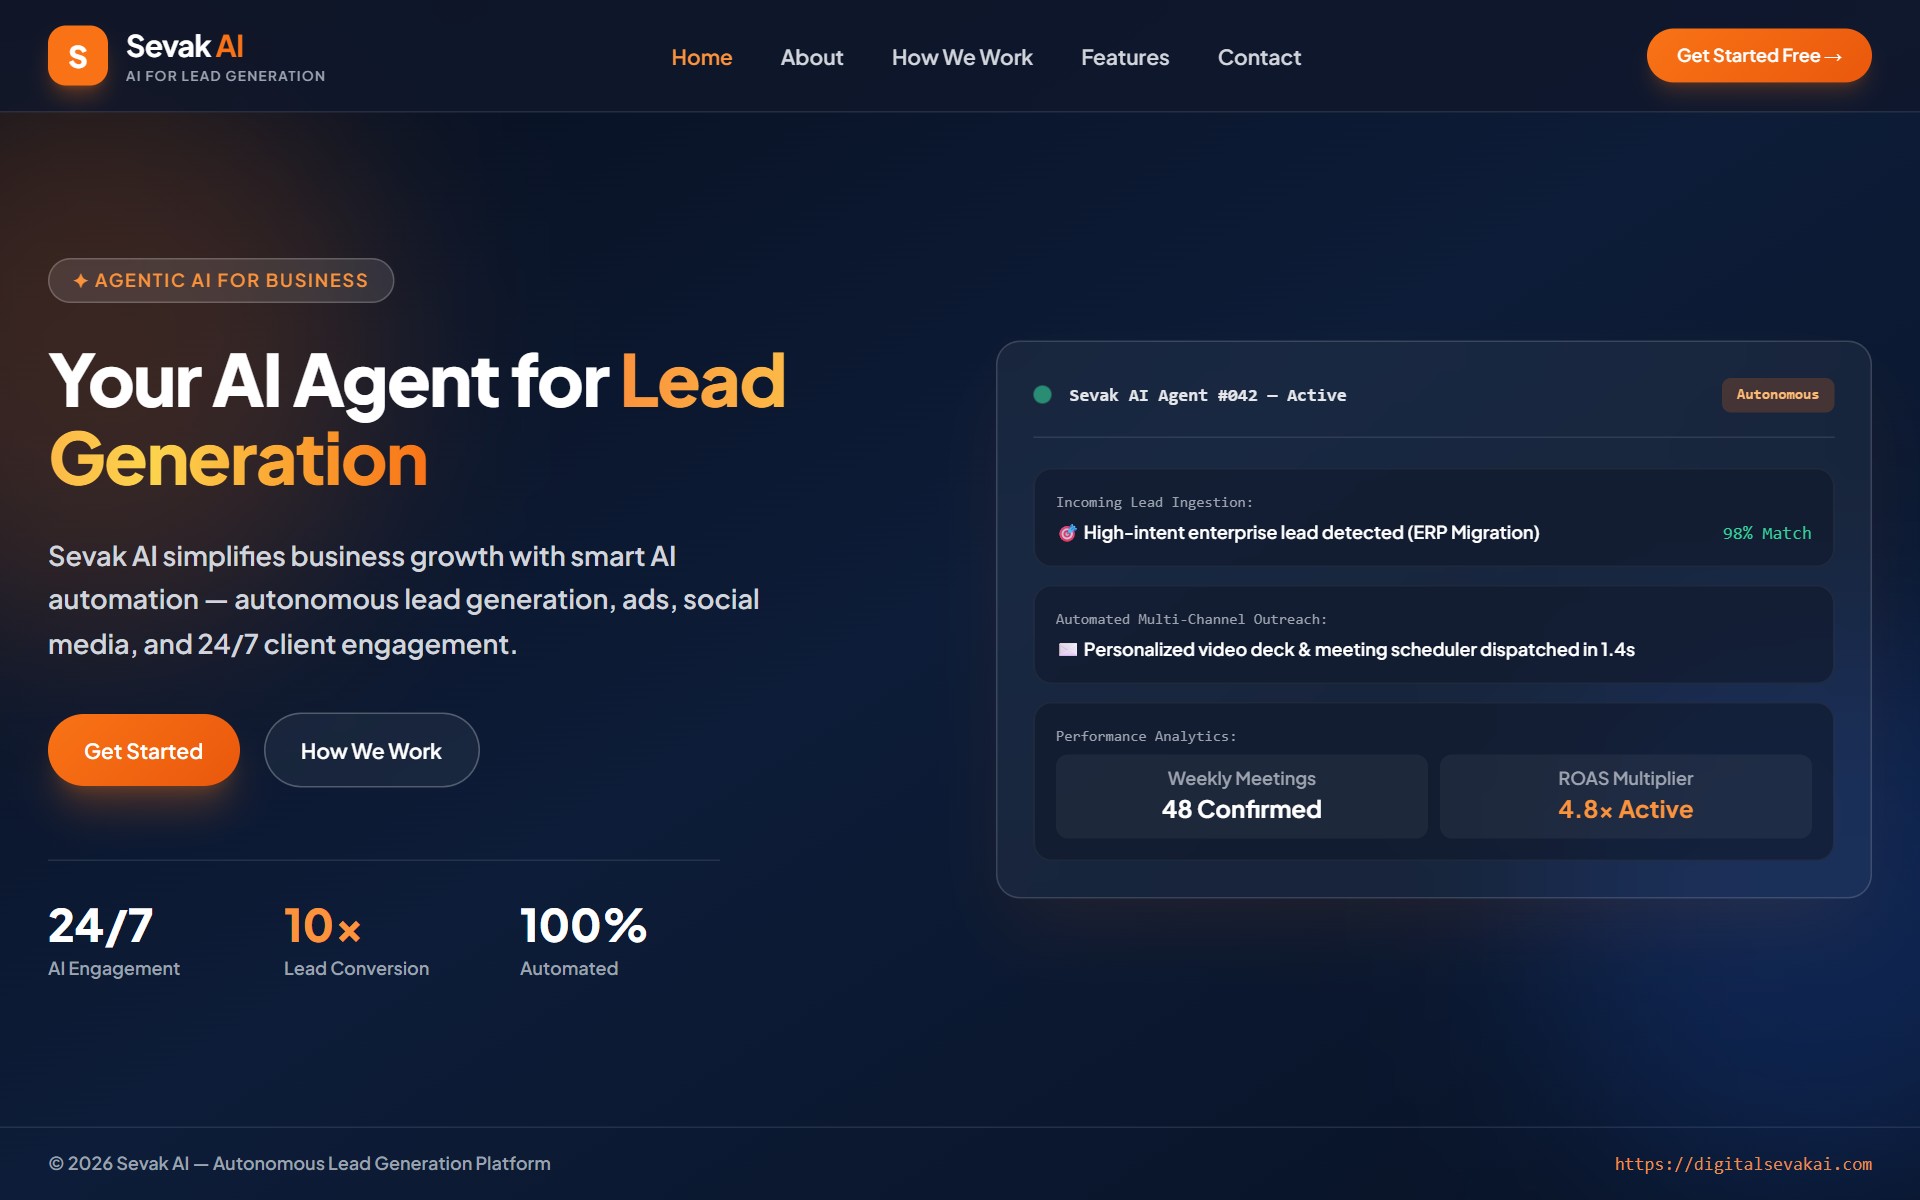 S
Sevak AI
AI FOR LEAD GENERATION
Home
About
How We Work
Features
Contact
Get Started Free →
✦ AGENTIC AI FOR BUSINESS
Your AI Agent for Lead
Generation
Sevak AI simplifies business growth with smart AI
automation — autonomous lead generation, ads, social
media, and 24/7 client engagement.
Get Started
How We Work
24/7
AI Engagement
10×
Lead Conversion
100%
Automated
Sevak AI Agent #042 — Active
Autonomous
Incoming Lead Ingestion:
🎯 High-intent enterprise lead detected (ERP Migration)
98% Match
Automated Multi-Channel Outreach:
Personalized video deck & meeting scheduler dispatched in 1.4s
Performance Analytics:
Weekly Meetings
48 Confirmed
ROAS Multiplier
4.8× Active
© 2026 Sevak AI — Autonomous Lead Generation Platform
https://digitalsevakai.com